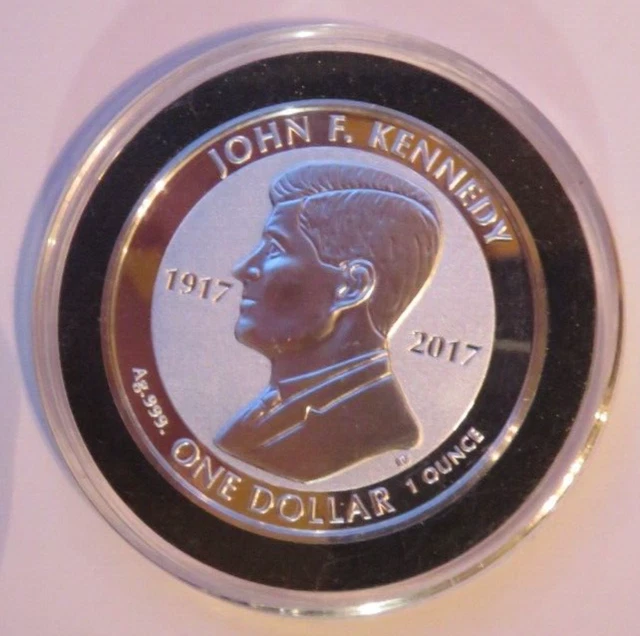 JOHN F. KENNEDY
1917
2017
Ag.999.
ONE DOLLAR
1 OUNCE